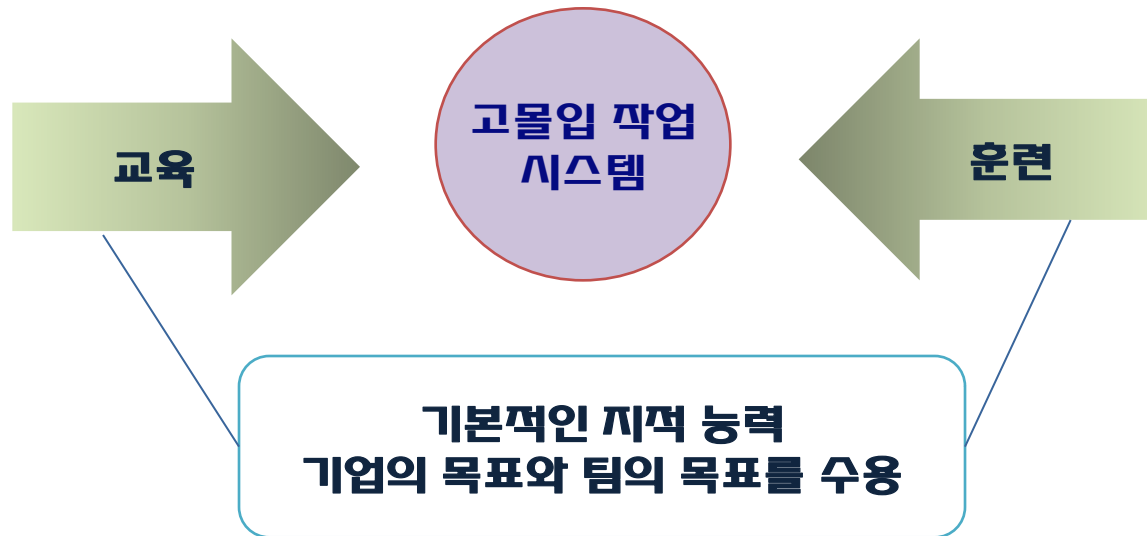 교육
고몰입 작업
시스템
훈련
기본적인 지적 능력
기업의 목표와 팀의 목표를 수용